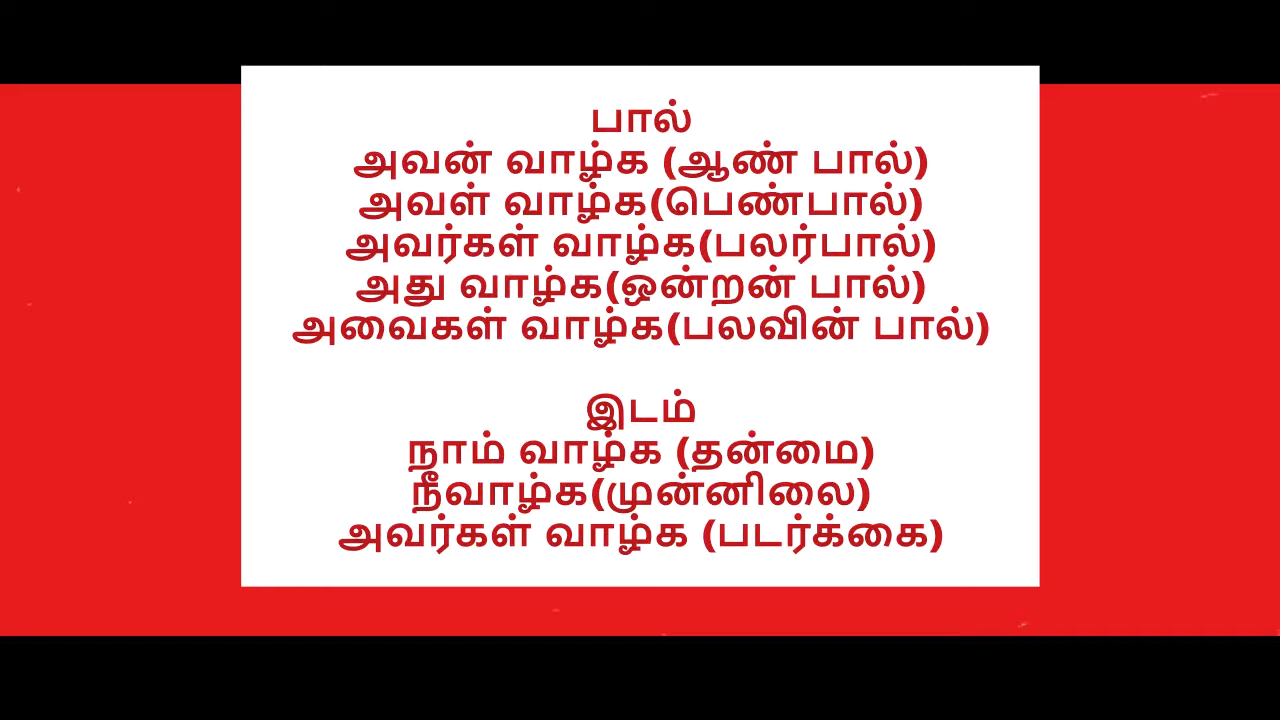 பால்
அவன் வாழ்க (ஆண் பால்)
அவள் வாழ்க(பெண்பால்)
அவர்கள் வாழ்க(பலர்பால்)
அது வாழ்க(ஒன்றன் பால்)
அவைகள் வாழ்க(பலவின் பால்)
இடம்
நாம் வாழ்க (தன்மை)
நீவாழ்க(முன்னிலை)
அவர்கள் வாழ்க (படர்க்கை)